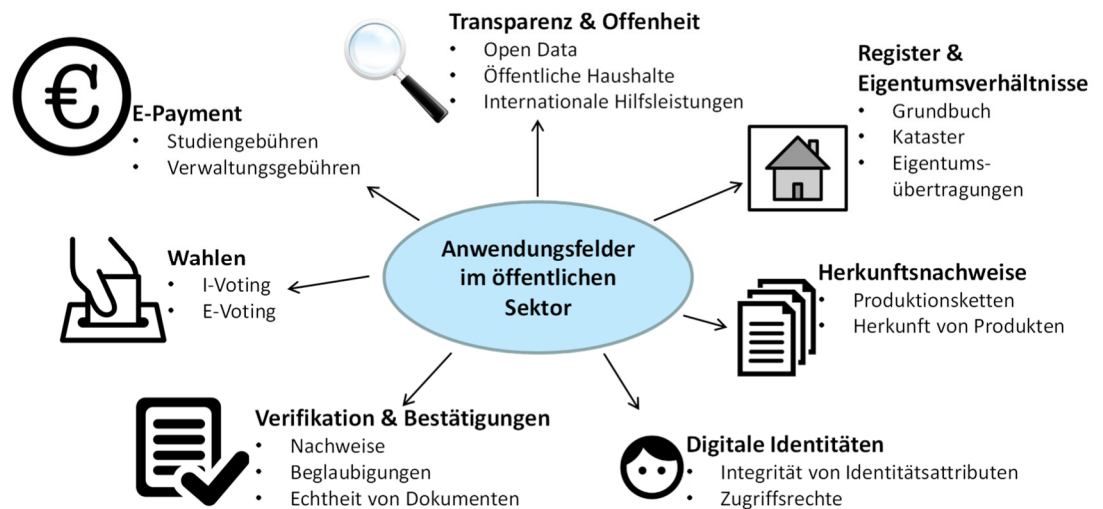 Transparenz & Offenheit
• Open Data
• Öffentliche Haushalte
• Internationale Hilfsleistungen
Register &
Eigentumsverhältnisse
• Grundbuch
• Kataster
• Eigentums-
übertragungen
€
E-Payment
• Studiengebühren
• Verwaltungsgebühren
Anwendungsfelder
im öffentlichen
Sektor
Wahlen
• I-Voting
• E-Voting
Herkunftsnachweise
• Produktionsketten
• Herkunft von Produkten
Verifikation & Bestätigungen
• Nachweise
• Beglaubigungen
• Echtheit von Dokumenten
Digitale Identitäten
• Integrität von Identitätsattributen
• Zugriffsrechte